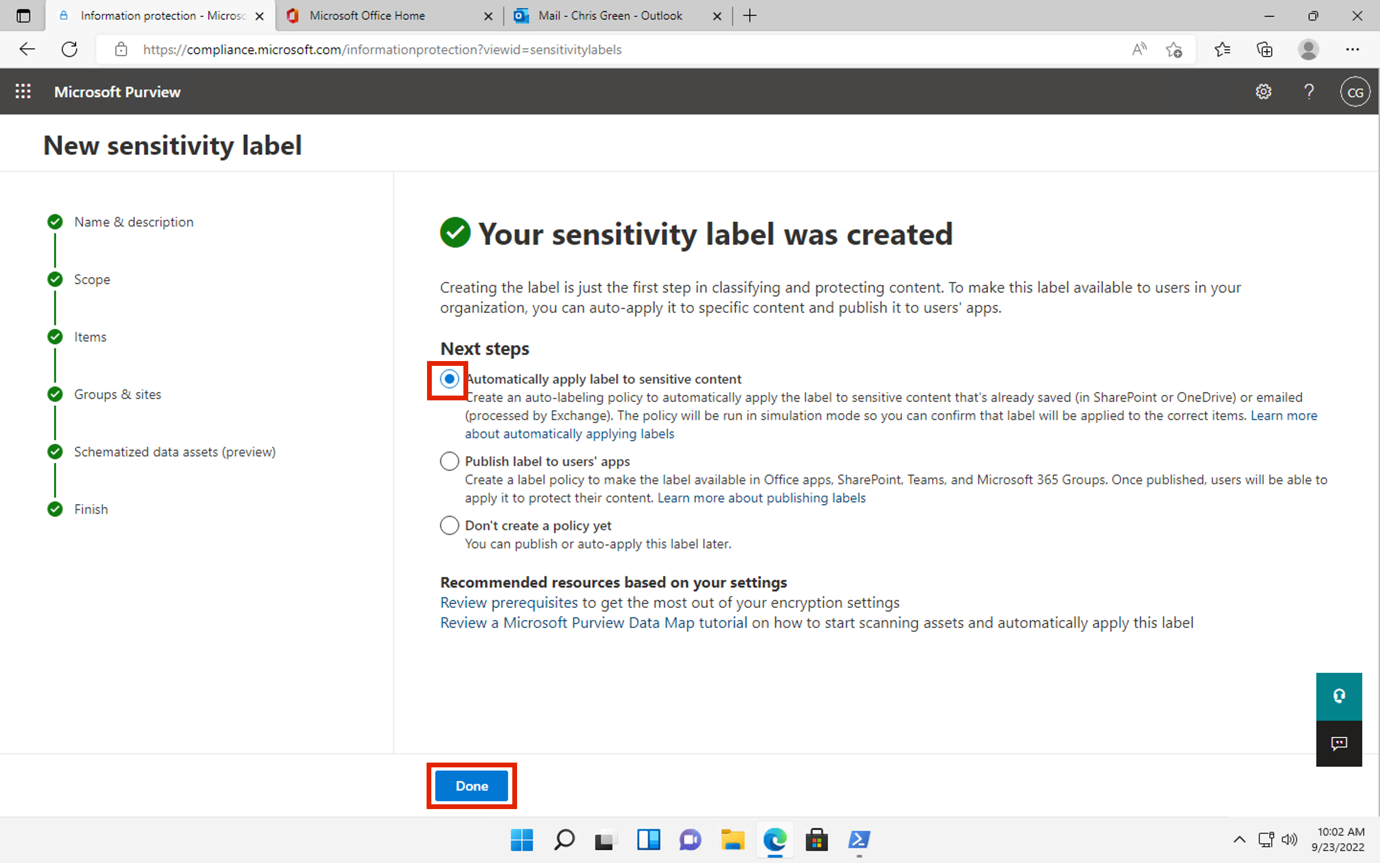 Information protection - Microsc
Microsoft Office Home
Mail - Chris Green - Outlook
https://compliance.microsoft.com/informationprotection?viewid=sensitivitylabels
Microsoft Purview
CG
New sensitivity label
Name & description
Scope
Items
Groups & sites
Schematized data assets (preview)
Finish
Your sensitivity label was created
Creating the label is just the first step in classifying and protecting content. To make this label available to users in your
organization, you can auto-apply it to specific content and publish it to users' apps.
Next steps
Automatically apply label to sensitive content
Create an auto-labeling policy to automatically apply the label to sensitive content that's already saved (in SharePoint or OneDrive) or emailed
(processed by Exchange). The policy will be run in simulation mode so you can confirm that label will be applied to the correct items. Learn more
about automatically applying labels
Publish label to users' apps
Create a label policy to make the label available in Office apps, SharePoint, Teams, and Microsoft 365 Groups. Once published, users will be able to
apply it to protect their content. Learn more about publishing labels
Don't create a policy yet
You can publish or auto-apply this label later.
Recommended resources based on your settings
Review prerequisites to get the most out of your encryption settings
Review a Microsoft Purview Data Map tutorial on how to start scanning assets and automatically apply this label
Done
10:02 AM
9/23/2022